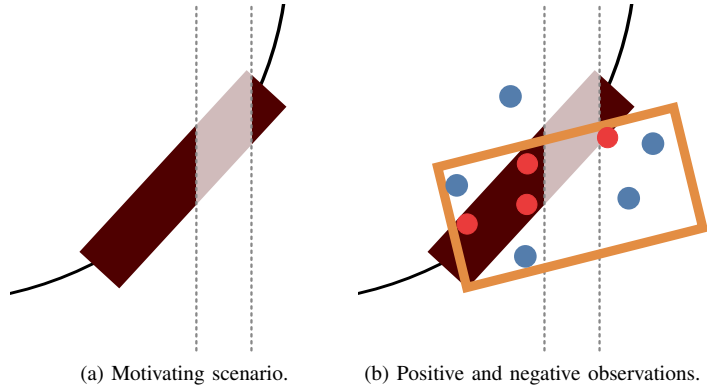 (a) Motivating scenario.
(b) Positive and negative observations.